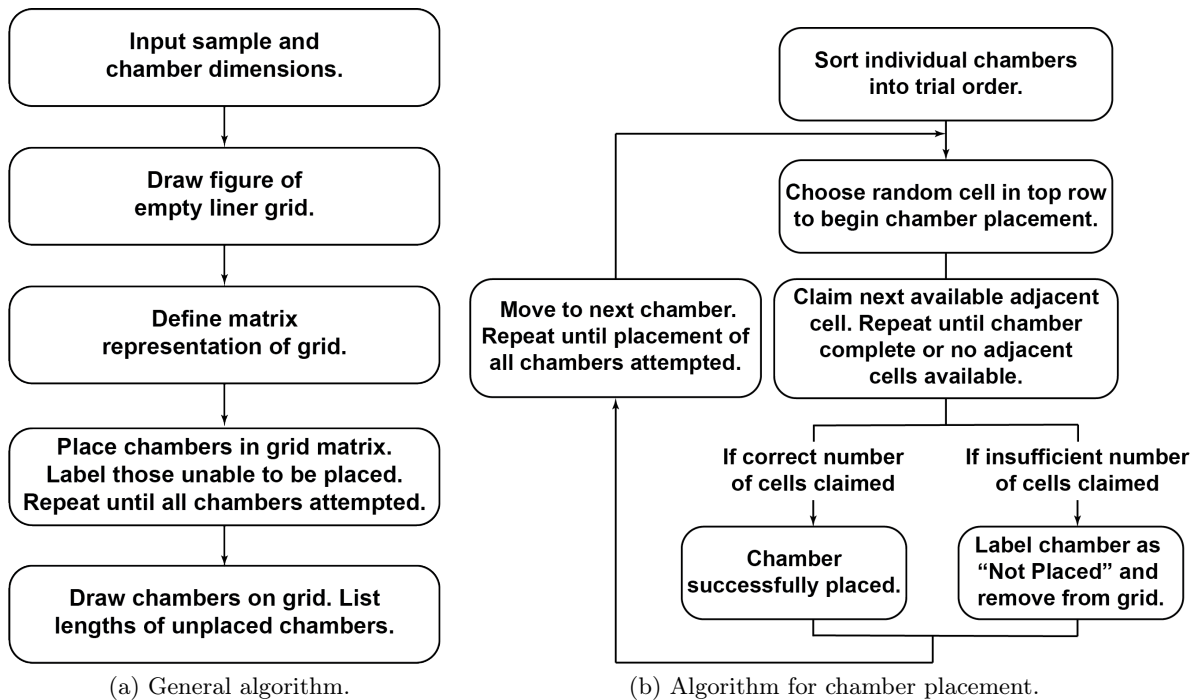 Input sample and
chamber dimensions.
Draw figure of
empty liner grid.
Define matrix
representation of grid.
Place chambers in grid matrix.
Label those unable to be placed.
Repeat until all chambers attempted.
Draw chambers on grid. List
lengths of unplaced chambers.
(a) General algorithm.
Sort individual chambers
into trial order.
Choose random cell in top row
to begin chamber placement.
Move to next chamber.
Repeat until placement of
all chambers attempted.
Claim next available adjacent
cell. Repeat until chamber
complete or no adjacent
cells available.
If correct number
of cells claimed
If insufficient number
of cells claimed
Chamber
successfully placed.
Label chamber as
“Not Placed” and
remove from grid.
(b) Algorithm for chamber placement.